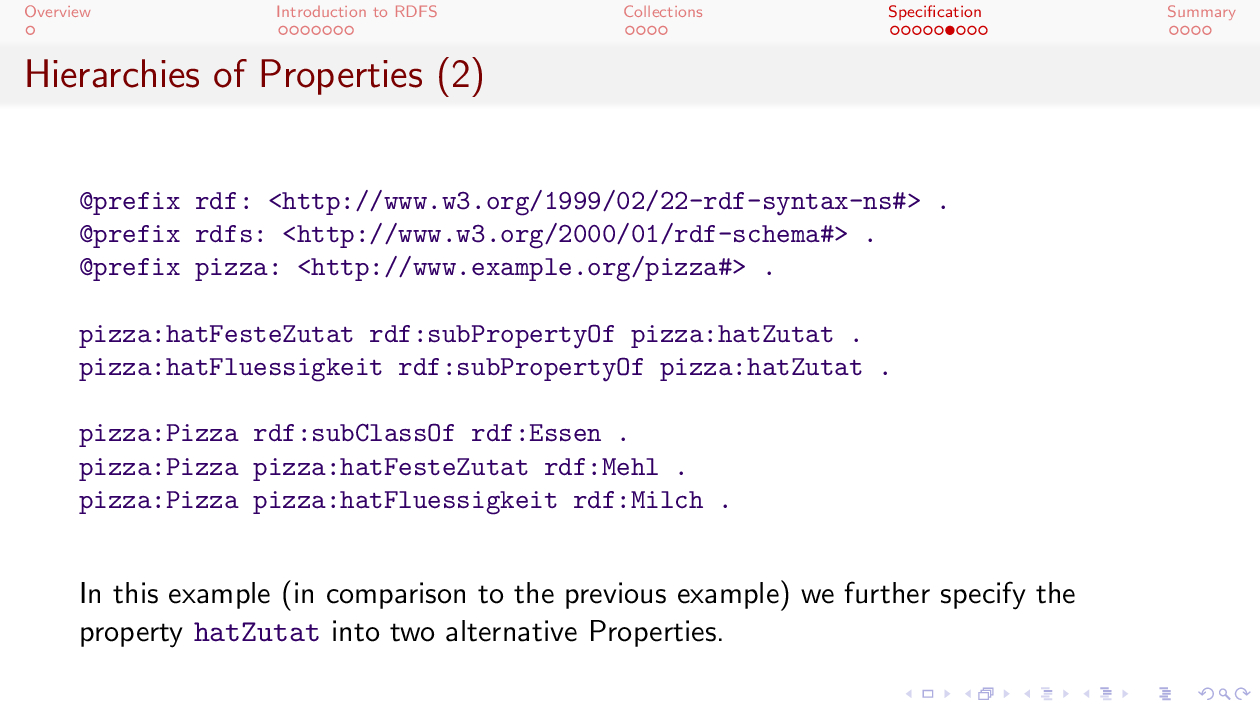 Overview
Introduction to RDFS
Collections
Specification
Summary
Hierarchies of Properties (2)
@prefix rdf: <http://www.w3.org/1999/02/22-rdf-syntax-ns#> .
@prefix rdfs: <http://www.w3.org/2000/01/rdf-schema#> .
@prefix pizza: <http://www.example.org/pizza#> .
pizza:hatFesteZutat rdf:subPropertyOf pizza:hatZutat .
pizza:hatFluessigkeit rdf:subPropertyOf pizza:hatZutat .
pizza:Pizza rdf:subClassOf rdf:Essen .
pizza:Pizza pizza:hatFesteZutat rdf:Mehl .
pizza:Pizza pizza:hatFluessigkeit rdf:Milch .
In this example (in comparison to the previous example) we further specify the
property hatZutat into two alternative Properties.